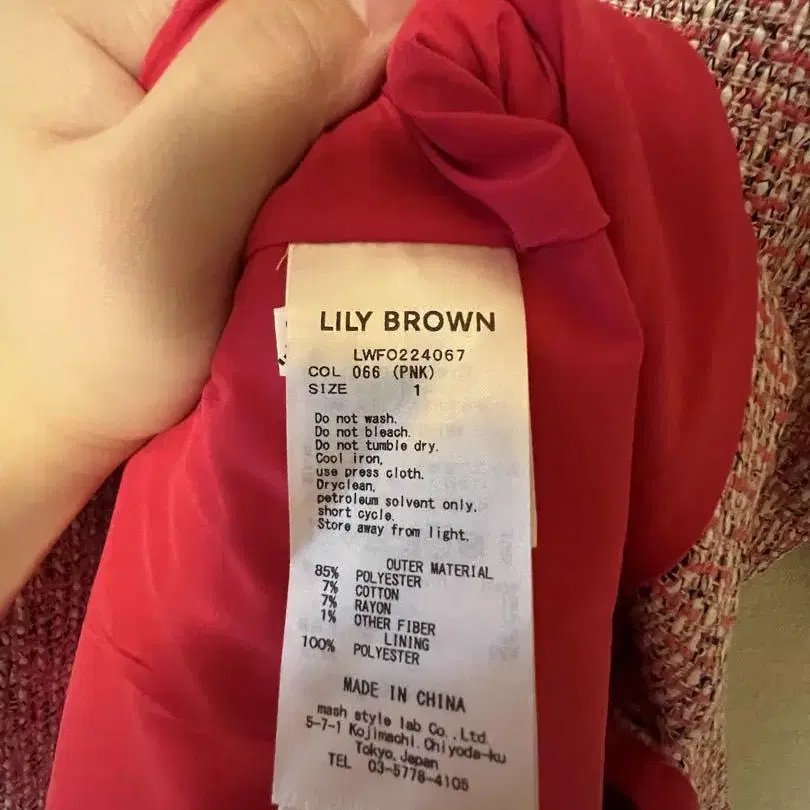 LILY BROWN
LWFO224067
COL 066 (PNK)
SIZE 1
Do not wash.
Do not bleach.
Do not tumble dry.
Cool iron,
use press cloth.
Dryclean,
petroleum solvent only.
short cycle.
Store away from light.
OUTER MATERIAL
85% POLYESTER
7% COTTON
7% RAYON
1% OTHER FIBER
LINING
100% POLYESTER
MADE IN CHINA
mash style lab Co.,Ltd.
5-7-1 Kojimachi.Chiyoda-ku
Tokyo,Japan
TEL 03-5778-4105